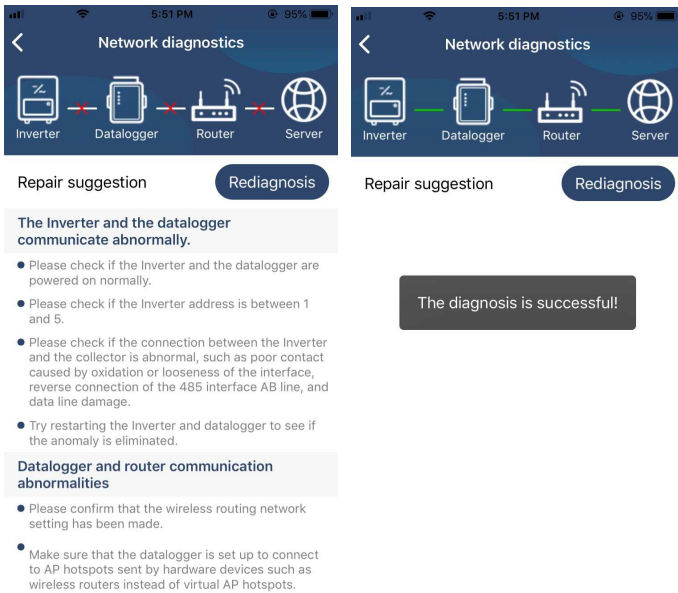 5:51 PM
95%
Network diagnostics
Inverter
Datalogger
Router
Server
Repair suggestion
Rediagnosis
The Inverter and the datalogger
communicate abnormally.
Please check if the Inverter and the datalogger are
powered on normally.
Please check if the Inverter address is between 1
and 5.
Please check if the connection between the Inverter
and the collector is abnormal, such as poor contact
caused by oxidation or looseness of the interface,
reverse connection of the 485 interface AB line, and
data line damage.
Try restarting the Inverter and datalogger to see if
the anomaly is eliminated.
Datalogger and router communication
abnormalities
Please confirm that the wireless routing network
setting has been made.
Make sure that the datalogger is set up to connect
to AP hotspots sent by hardware devices such as
wireless routers instead of virtual AP hotspots.
5:51 PM
95%
Network diagnostics
Inverter
Datalogger
Router
Server
Repair suggestion
Rediagnosis
The diagnosis is successful!